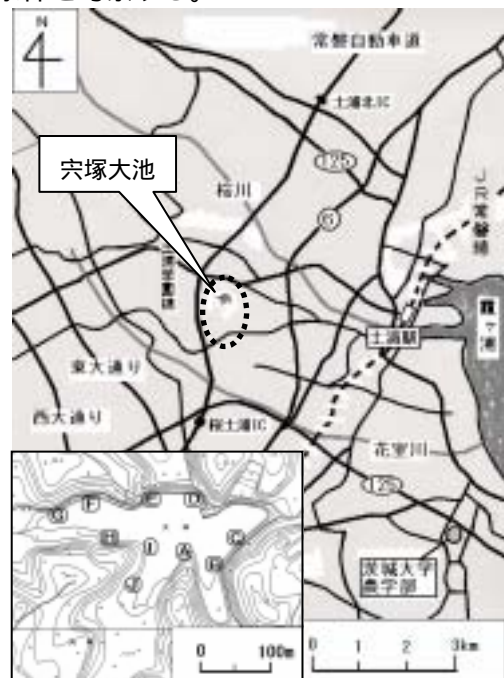 N
4
常磐自動車道
土浦北IC
宍塚大池
125
桜川
6
JR常磐線
霞ヶ浦
土浦駅
東大通り
西大通り
桜土浦IC
花室川
125
茨城大学
農学部
G F E D
H C
I A B
J
0 100m
0 1 2 3km